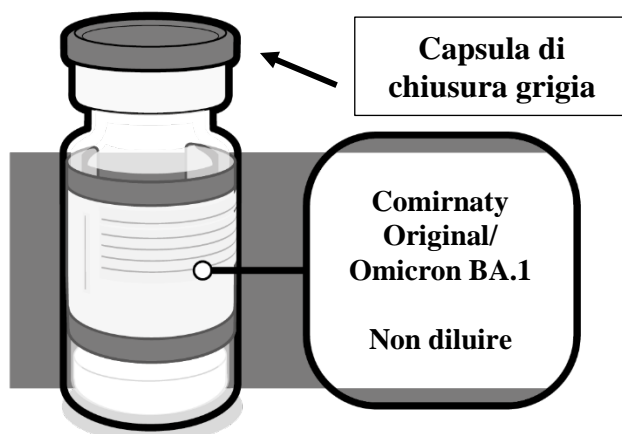 Capsula di
chiusura grigia
Comirnaty
Original/
Omicron BA.1
Non diluire